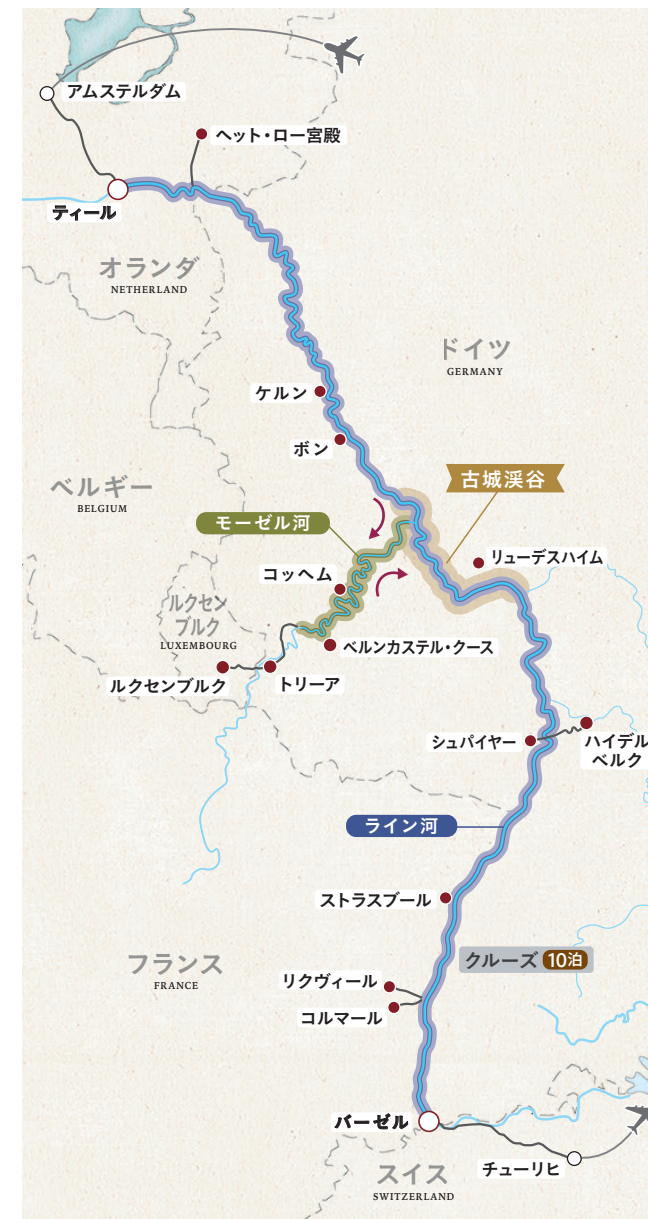 アムステルダム
ヘット・ロー宮殿
ティール
オランダ
NETHERLAND
ドイツ
GERMANY
ケルン
ボン
古城渓谷
ベルギー
BELGIUM
モーゼル河
リューデスハイム
コッヘム
ルクセン
ブルク
LUXEMBOURG
ベルンカステル・クース
ルクセンブルク
トリーア
シュパイヤー
ハイデル
ベルク
ライン河
ストラスブール
フランス
FRANCE
クルーズ 10泊
リクヴィール
コルマール
バーゼル
チューリヒ
スイス
SWITZERLAND